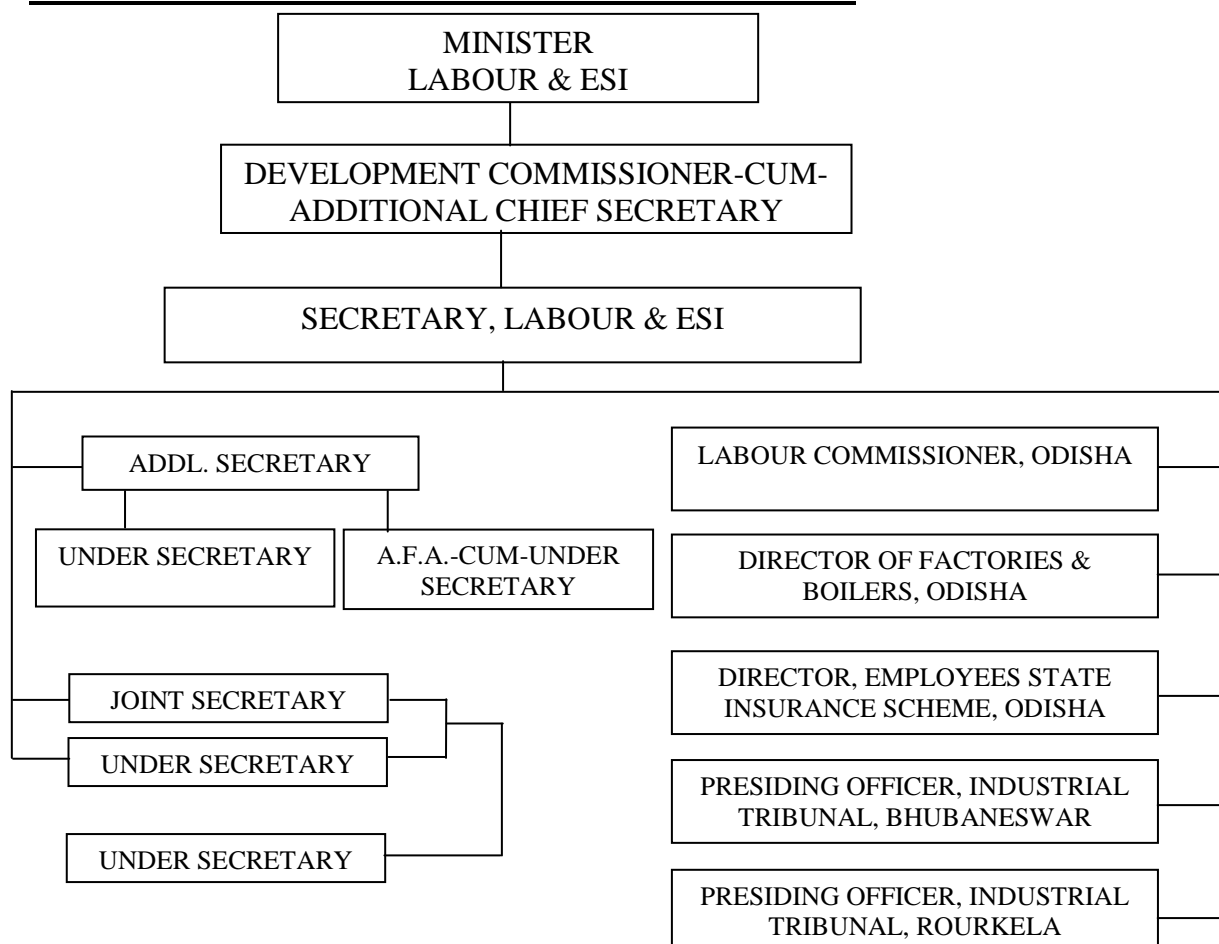 MINISTER
LABOUR & ESI
DEVELOPMENT COMMISSIONER-CUM-
ADDITIONAL CHIEF SECRETARY
SECRETARY, LABOUR & ESI
ADDL. SECRETARY
UNDER SECRETARY
A.F.A.-CUM-UNDER
SECRETARY
JOINT SECRETARY
UNDER SECRETARY
UNDER SECRETARY
LABOUR COMMISSIONER, ODISHA
DIRECTOR OF FACTORIES &
BOILERS, ODISHA
DIRECTOR, EMPLOYEES STATE
INSURANCE SCHEME, ODISHA
PRESIDING OFFICER, INDUSTRIAL
TRIBUNAL, BHUBANESWAR
PRESIDING OFFICER, INDUSTRIAL
TRIBUNAL, ROURKELA